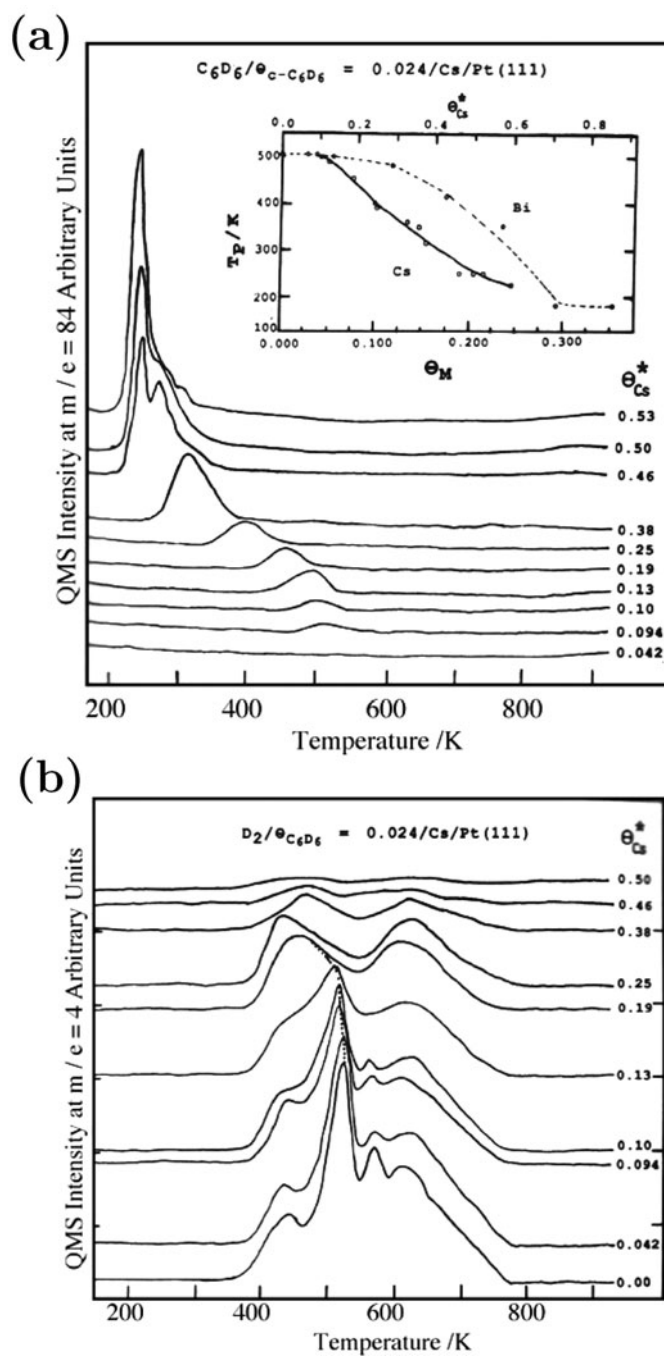 (a)
C6D6/Θc-C6D6 = 0.024/Cs/Pt(111)
Θ*Cs
0.0 0.2 0.4 0.6 0.8
500
400
300
200
100
Tp/K
Bi
Cs
0.000 0.100 0.200 0.300
ΘM
Θ*Cs
0.53
0.50
0.46
0.38
0.25
0.19
0.13
0.10
0.094
0.042
QMS Intensity at m / e = 84 Arbitrary Units
200 400 600 800
Temperature /K
(b)
D2/ΘC6D6 = 0.024/Cs/Pt(111)
Θ*Cs
0.50
0.46
0.38
0.25
0.19
0.13
0.10
0.094
0.042
0.00
QMS Intensity at m / e = 4 Arbitrary Units
200 400 600 800
Temperature /K